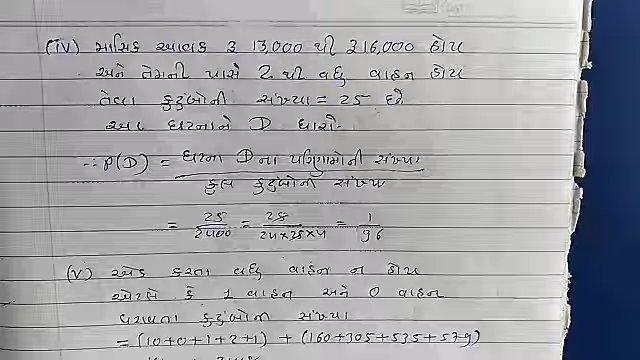 (iv) માસિક આવક ₹ 13,000 થી ₹16,000 હોય
અને તેમની પાસે 2 થી વધુ વાહન હોય
તેવા કુટુંબોની સંખ્યા = 25 છે.
આ ઘટનાને D ધારો.
∴ P(D) = ઘટના D ના પરિણામોની સંખ્યા / કુલ કુટુંબોની સંખ્યા
= 25/2400 = 25/24×25×4 = 1/96
(v) એક કરતા વધુ વાહન ન હોય
એટલે કે 1 વાહન અને 0 વાહન
ધરાવતા કુટુંબોની સંખ્યા
= (10+0+1+2+1) + (160+305+535+579)